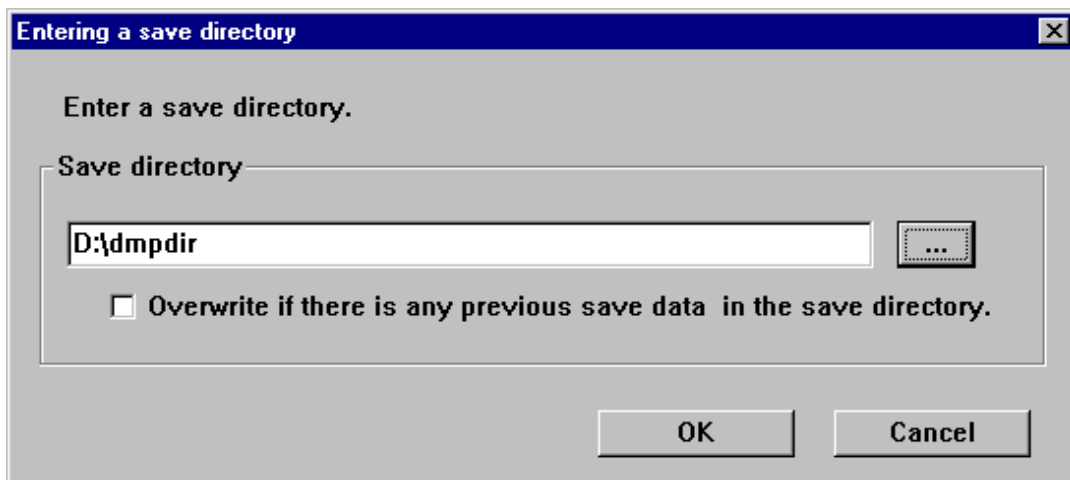 Entering a save directory
Enter a save directory.
Save directory
D:\dmpdir
...
Overwrite if there is any previous save data  in the save directory.
OK
Cancel